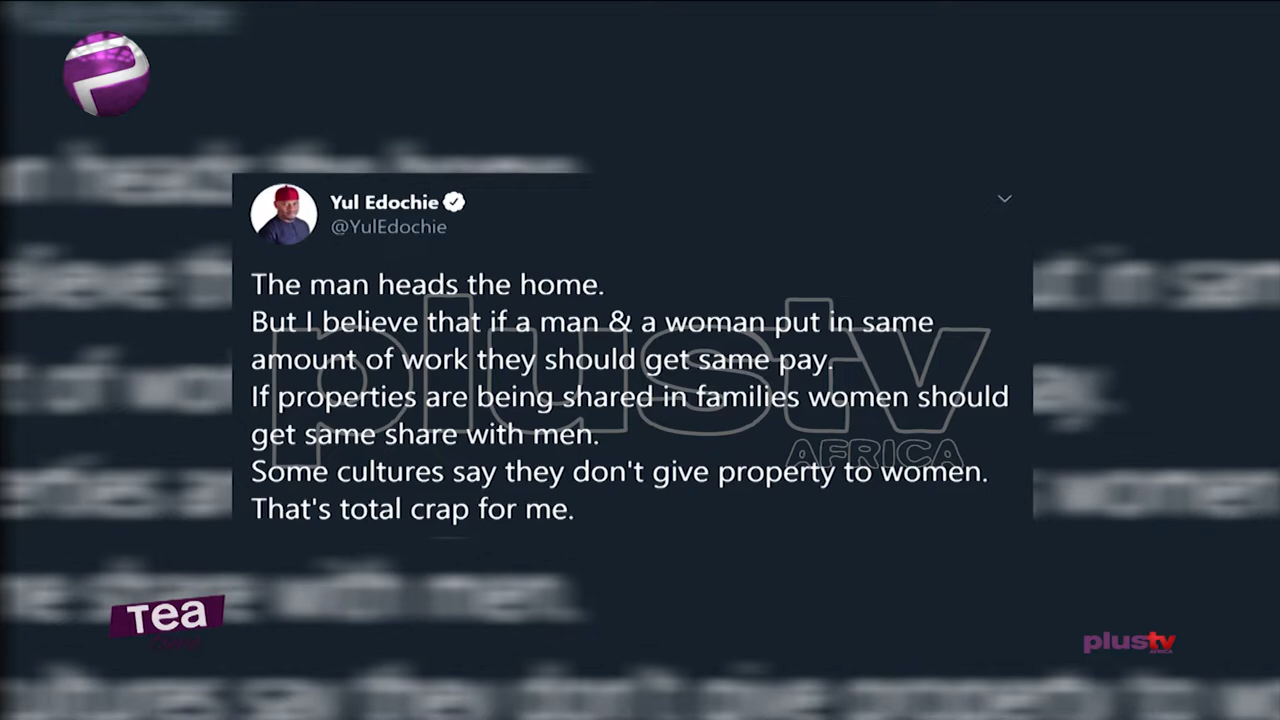 Yul Edochie
@YulEdochie
The man heads the home.
But I believe that if a man & a woman put in same
amount of work they should get same pay.
If properties are being shared in families women should
get same share with men.
Some cultures say they don't give property to women.
That's total crap for me.
plustv
AFRICA
Tea
plustv
AFRICA